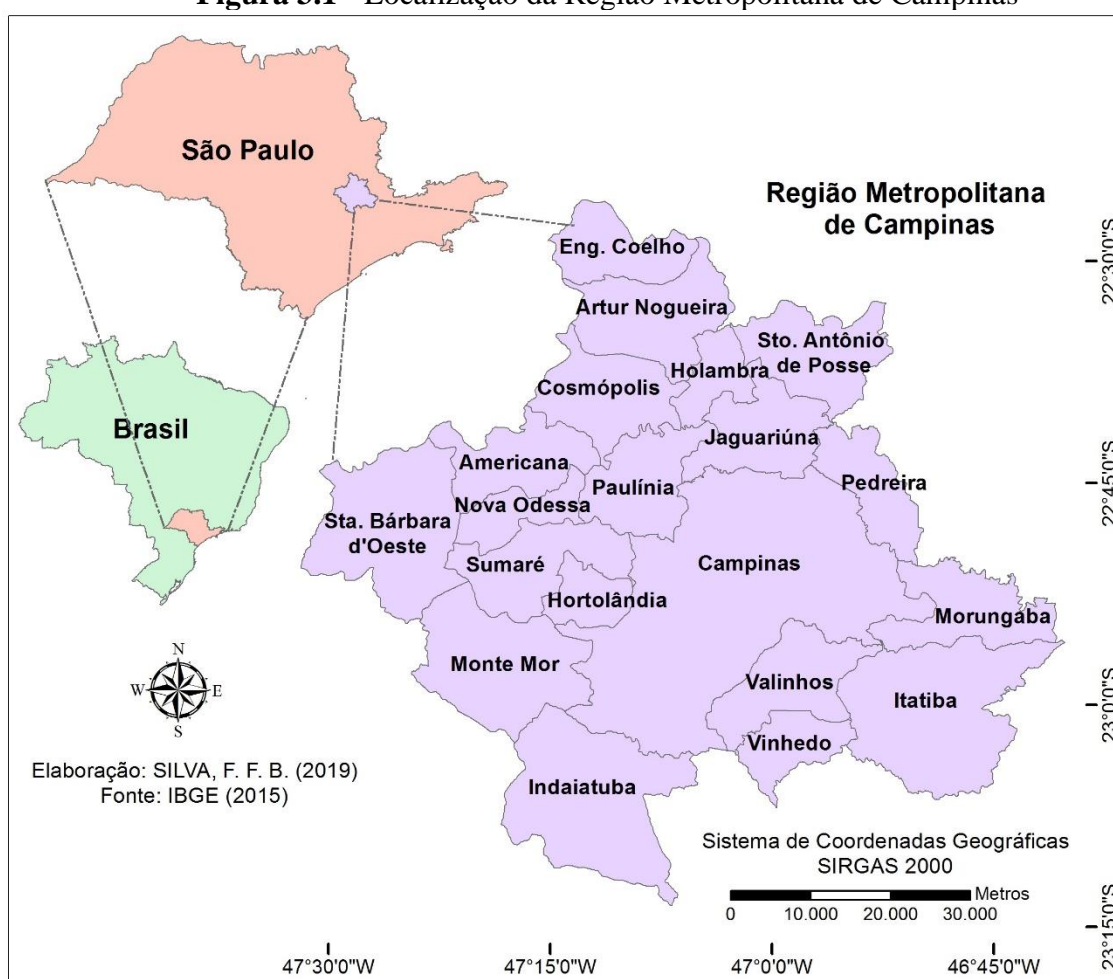 Figura 3.1 - Localização da Região Metropolitana de Campinas
São Paulo
Região Metropolitana
de Campinas
Eng. Coelho
Artur Nogueira
Sto. Antônio
de Posse
Holambra
Cosmópolis
Jaguariúna
Brasil
Americana
Pedreira
Paulínia
Nova Odessa
Sta. Bárbara
d'Oeste
Sumaré
Campinas
Hortolândia
Morungaba
Monte Mor
Valinhos
Itatiba
Vinhedo
Indaiatuba
N
W E
S
Elaboração: SILVA, F. F. B. (2019)
Fonte: IBGE (2015)
Sistema de Coordenadas Geográficas
SIRGAS 2000
Metros
0 10.000 20.000 30.000
22°30'0"S
22°45'0"S
23°0'0"S
23°15'0"S
47°30'0"W 47°15'0"W 47°0'0"W 46°45'0"W